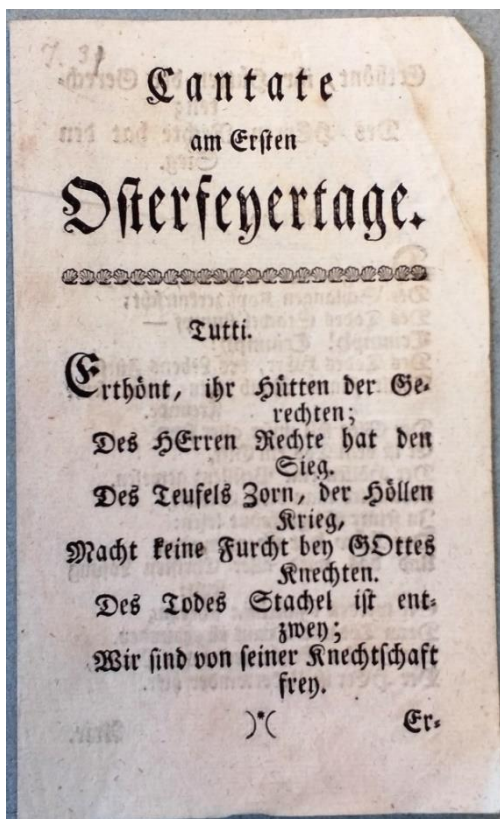 7. 31
Cantate
am Ersten
Osterfeyertage.
Tutti.
Erthönt, ihr Hütten der Ge-
rechten;
Des HErren Rechte hat den
Sieg.
Des Teufels Zorn, der Höllen
Krieg,
Macht keine Furcht bey GOttes
Knechten.
Des Todes Stachel ist ent-
zwey;
Wir sind von seiner Knechtschaft
frey.
)*(
Er-